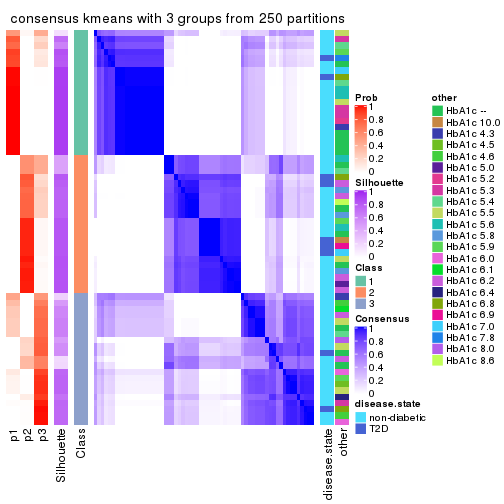 consensus kmeans with 3 groups from 250 partitions
p1
p2
p3
Silhouette
Class
disease.state
other
Prob
1
0.8
0.6
0.4
0.2
0
Silhouette
1
0.8
0.6
0.4
0.2
0
Class
1
2
3
Consensus
1
0.8
0.6
0.4
0.2
0
disease.state
non-diabetic
T2D
other
HbA1c --
HbA1c 10.0
HbA1c 4.3
HbA1c 4.5
HbA1c 4.6
HbA1c 5.0
HbA1c 5.2
HbA1c 5.3
HbA1c 5.4
HbA1c 5.5
HbA1c 5.6
HbA1c 5.8
HbA1c 5.9
HbA1c 6.0
HbA1c 6.1
HbA1c 6.2
HbA1c 6.4
HbA1c 6.8
HbA1c 6.9
HbA1c 7.0
HbA1c 7.8
HbA1c 8.0
HbA1c 8.6